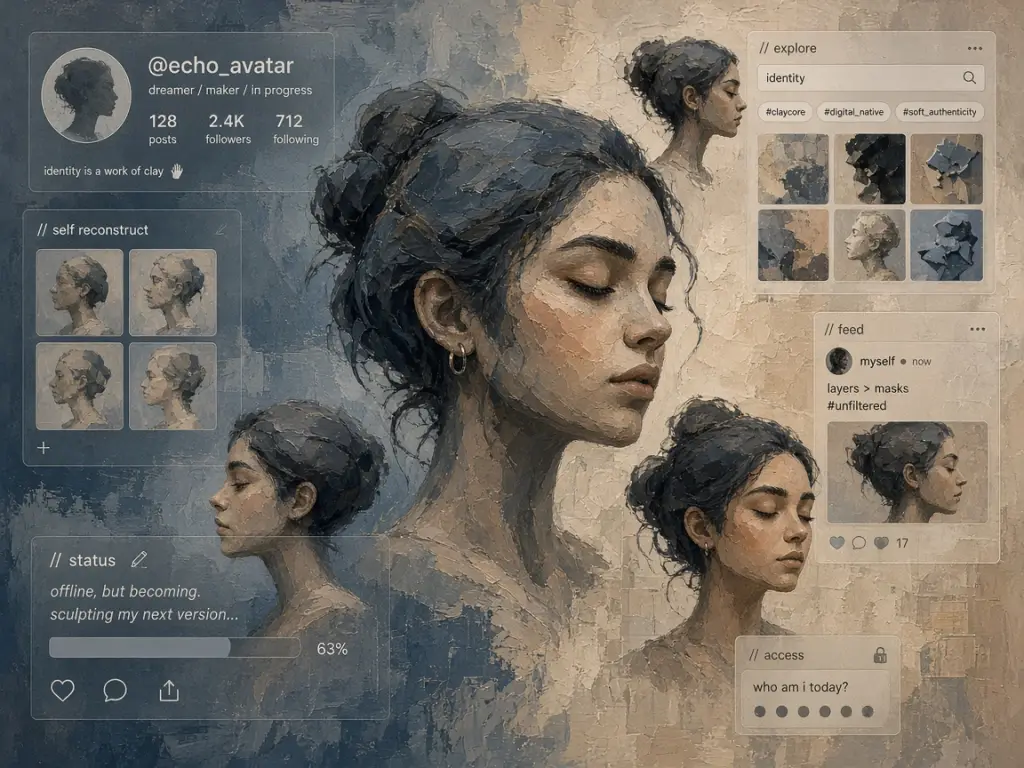 @echo_avatar
dreamer / maker / in progress
128
posts
2.4K
followers
712
following
identity is a work of clay
// self reconstruct
+
// status
offline, but becoming.
sculpting my next version...
63%
// explore
identity
#claycore
#digital_native
#soft_authenticity
// feed
myself • now
layers > masks
#unfiltered
17
// access
who am i today?